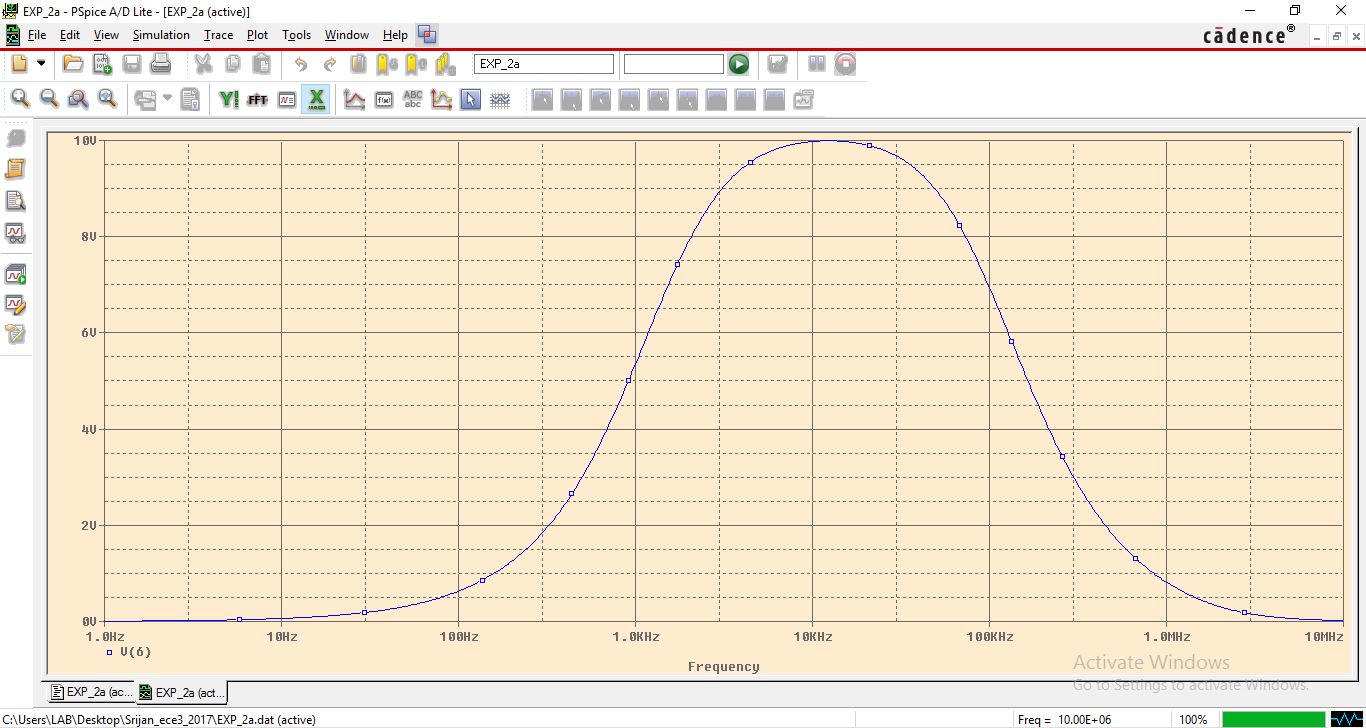 EXP_2a - PSpice A/D Lite - [EXP_2a (active)]
File Edit View Simulation Trace Plot Tools Window Help
cādence®
EXP_2a
FFT
ABC
abc
10V
8V
6V
4V
2V
0V
1.0Hz 10Hz 100Hz 1.0KHz 10KHz 100KHz 1.0MHz 10MHz
V(6)
Frequency
Activate Windows
Go to Settings to activate Windows.
EXP_2a (ac... EXP_2a (act...
C:\Users\LAB\Desktop\Srijan_ece3_2017\EXP_2a.dat (active) Freq = 10.00E+06 100%